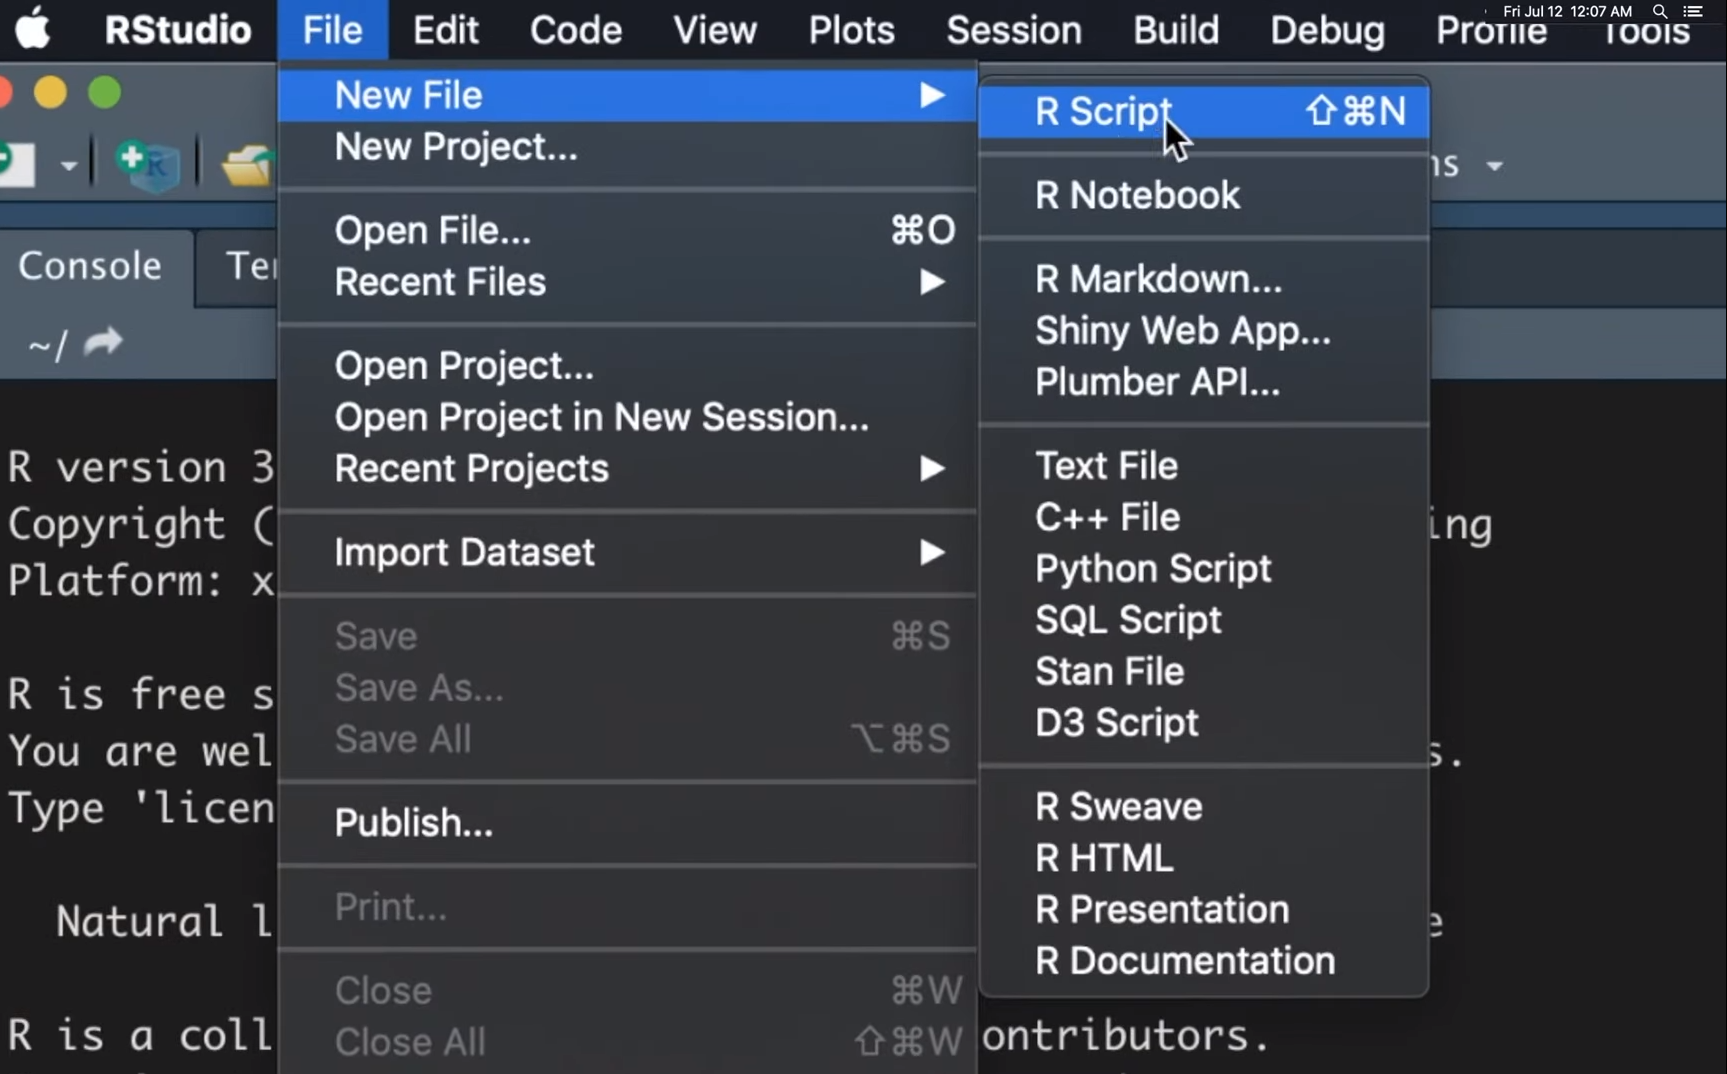 RStudio File Edit Code View Plots Session Build Debug Profile Tools
Fri Jul 12 12:07 AM
New File
New Project...
Open File... ⌘O
Recent Files
Open Project...
Open Project in New Session...
Recent Projects
Import Dataset
Save ⌘S
Save As...
Save All ⌥⌘S
Publish...
Print...
Close ⌘W
Close All ⇧⌘W
R Script ⇧⌘N
R Notebook
R Markdown...
Shiny Web App...
Plumber API...
Text File
C++ File
Python Script
SQL Script
Stan File
D3 Script
R Sweave
R HTML
R Presentation
R Documentation
Console
~/
R version 3
Copyright (
Platform: x
R is free s
You are wel
Type 'licen
Natural l
R is a coll ontributors.